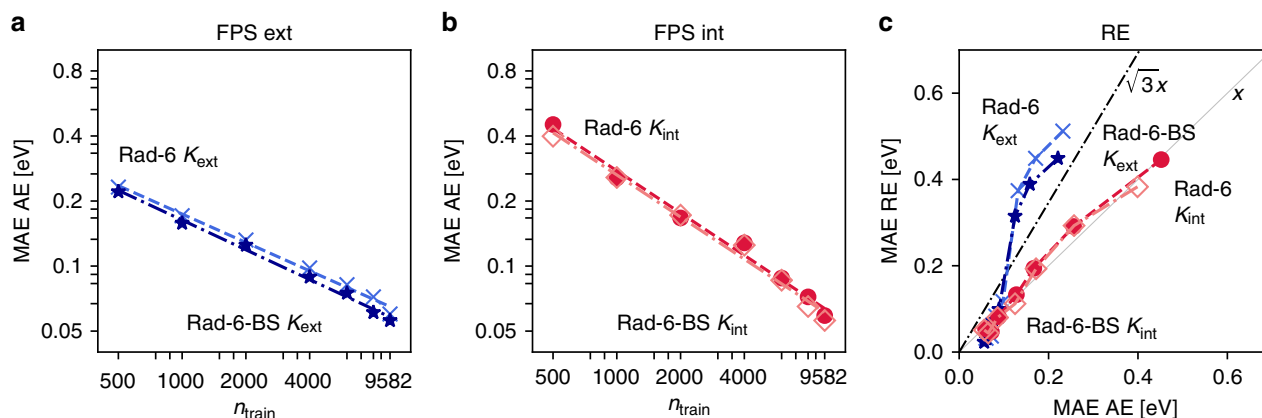 a
FPS ext
MAE AE [eV]
0.8
0.4
0.2
0.1
0.05
Rad-6 Kext
Rad-6-BS Kext
500
1000
2000
4000
9582
ntrain
b
FPS int
MAE AE [eV]
0.8
0.4
0.2
0.1
0.05
Rad-6 Kint
Rad-6-BS Kint
500
1000
2000
4000
9582
ntrain
c
RE
MAE RE [eV]
0.6
0.4
0.2
0.0
√3x
x
Rad-6
Kext
Rad-6-BS
Kext
Rad-6
Kint
Rad-6-BS Kint
0.0
0.2
0.4
0.6
MAE AE [eV]